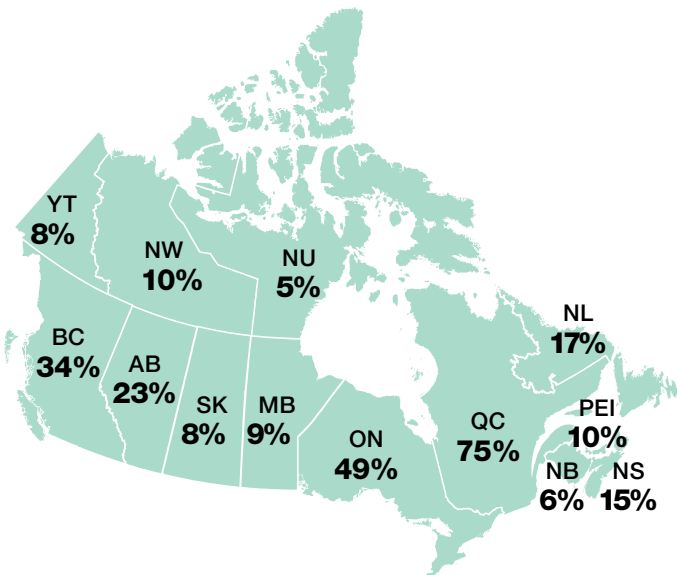 YT
8%
NW
10%
NU
5%
BC
34%
AB
23%
SK
8%
MB
9%
ON
49%
QC
75%
NL
17%
PEI
10%
NB
6%
NS
15%